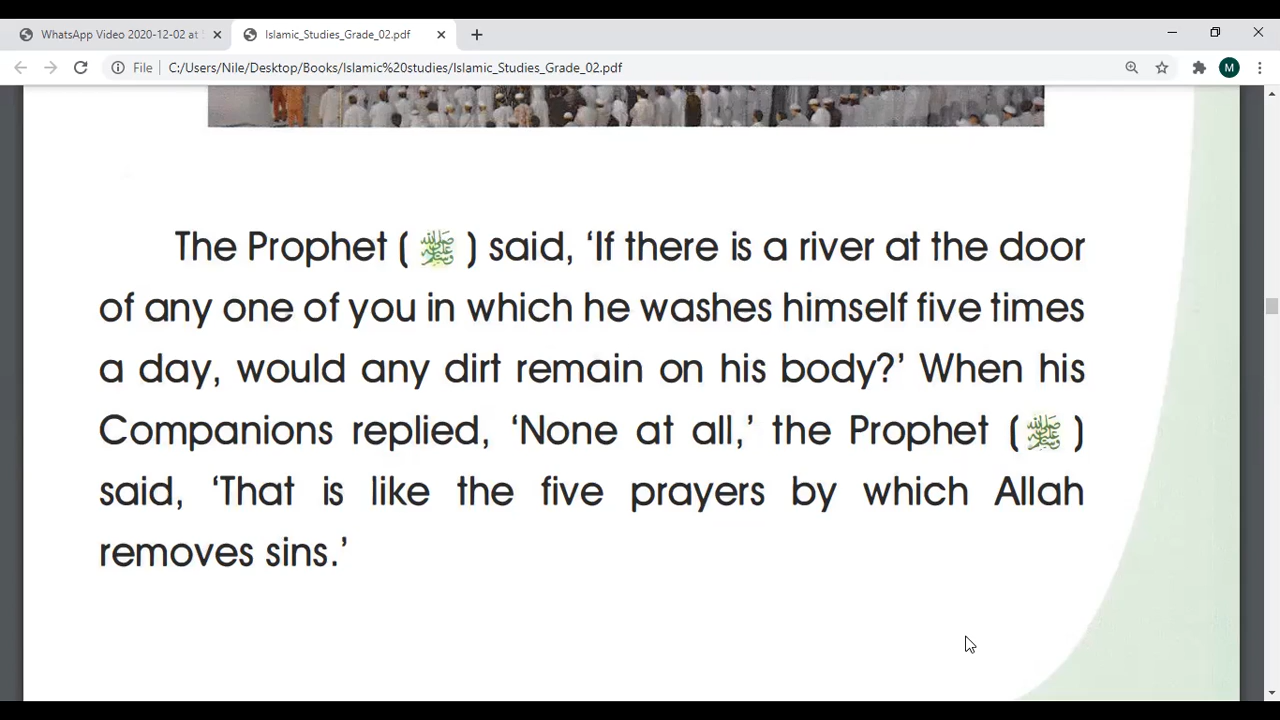 WhatsApp Video 2020-12-02 at
Islamic_Studies_Grade_02.pdf
File
C:/Users/Nile/Desktop/Books/Islamic%20studies/Islamic_Studies_Grade_02.pdf
M
The Prophet ( ﷺ ) said, ‘If there is a river at the door
of any one of you in which he washes himself five times
a day, would any dirt remain on his body?’ When his
Companions replied, ‘None at all,’ the Prophet ( ﷺ )
said, ‘That is like the five prayers by which Allah
removes sins.’